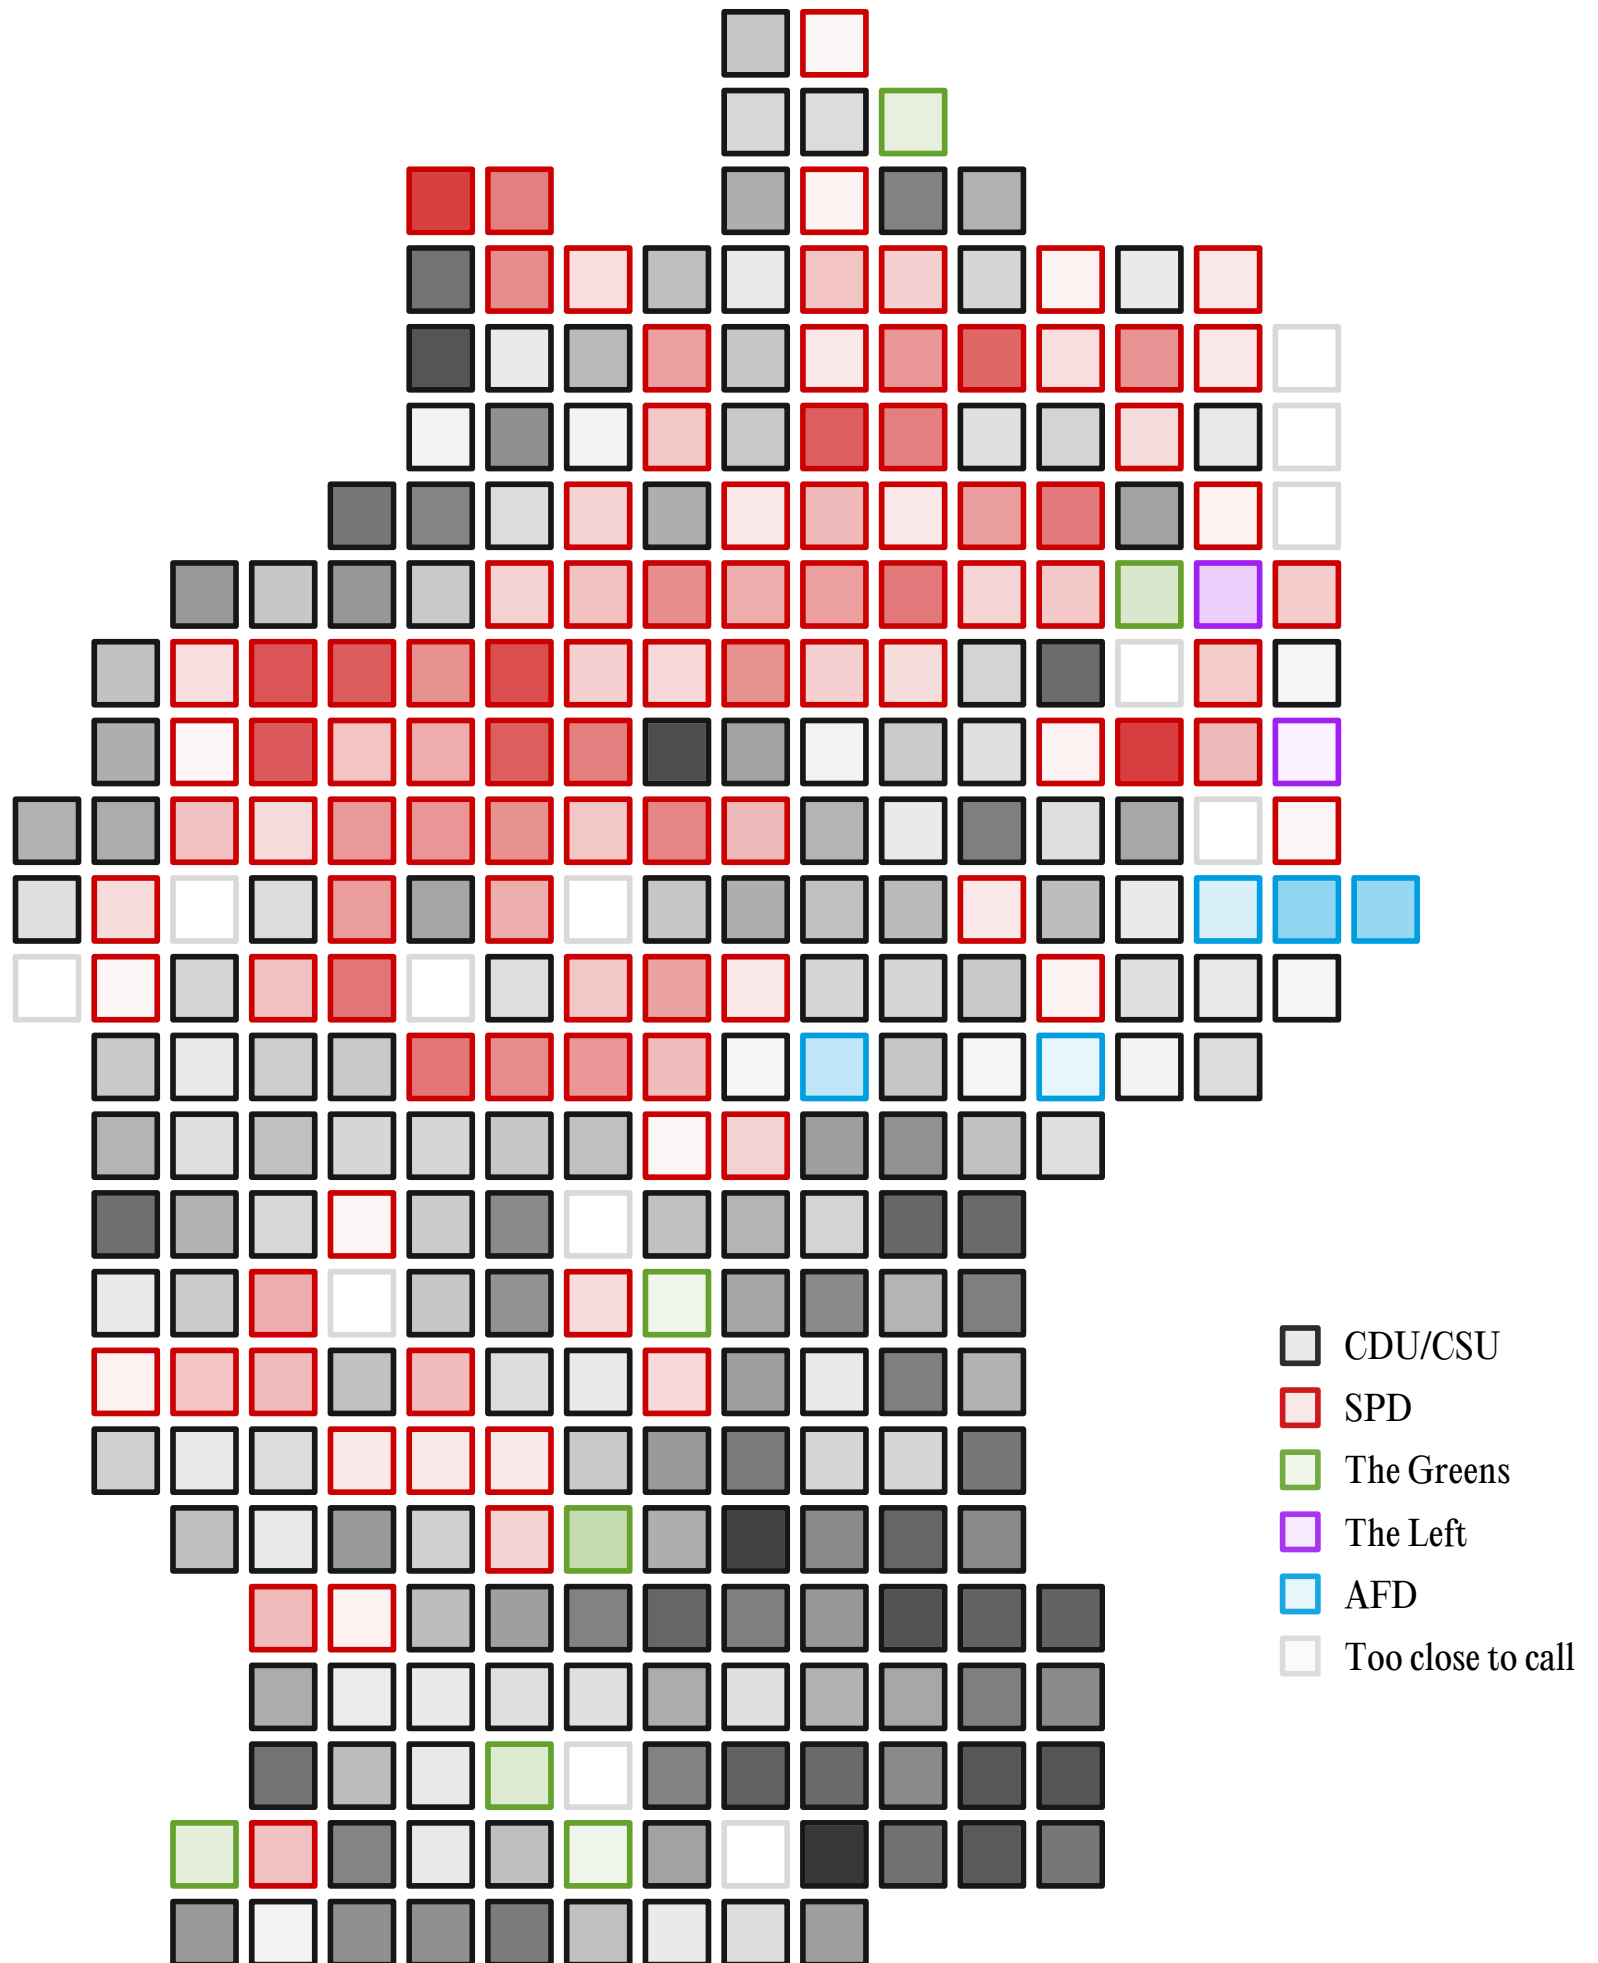 CDU/CSU
SPD
The Greens
The Left
AFD
Too close to call